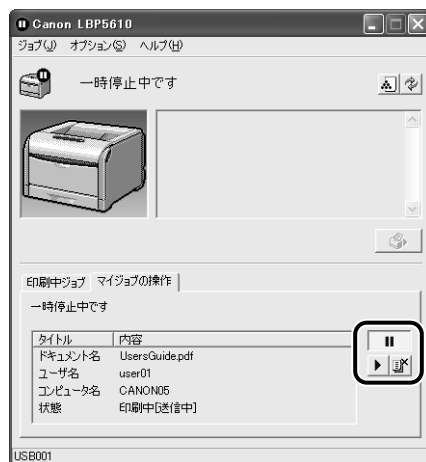 Canon LBP5610
ジョブ(J) オプション(S) ヘルプ(H)
一時停止中です
印刷中ジョブ マイジョブの操作
一時停止中です
タイトル 内容
ドキュメント名 UsersGuide.pdf
ユーザ名 user01
コンピュータ名 CANON05
状態 印刷中[送信中]
USB001